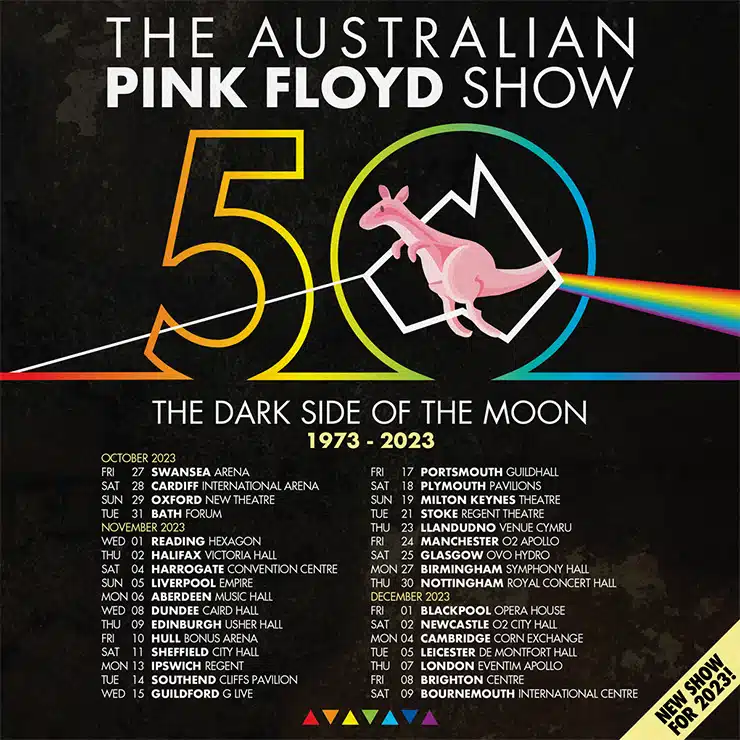 THE AUSTRALIAN
PINK FLOYD SHOW
50
THE DARK SIDE OF THE MOON
1973 - 2023
OCTOBER 2023
FRI 27 SWANSEA ARENA
SAT 28 CARDIFF INTERNATIONAL ARENA
SUN 29 OXFORD NEW THEATRE
TUE 31 BATH FORUM
NOVEMBER 2023
WED 01 READING HEXAGON
THU 02 HALIFAX VICTORIA HALL
SAT 04 HARROGATE CONVENTION CENTRE
SUN 05 LIVERPOOL EMPIRE
MON 06 ABERDEEN MUSIC HALL
WED 08 DUNDEE CAIRD HALL
THU 09 EDINBURGH USHER HALL
FRI 10 HULL BONUS ARENA
SAT 11 SHEFFIELD CITY HALL
MON 13 IPSWICH REGENT
TUE 14 SOUTHEND CLIFFS PAVILION
WED 15 GUILDFORD G LIVE
FRI 17 PORTSMOUTH GUILDHALL
SAT 18 PLYMOUTH PAVILIONS
SUN 19 MILTON KEYNES THEATRE
TUE 21 STOKE REGENT THEATRE
THU 23 LLANDUDNO VENUE CYMRU
FRI 24 MANCHESTER O2 APOLLO
SAT 25 GLASGOW OVO HYDRO
MON 27 BIRMINGHAM SYMPHONY HALL
THU 30 NOTTINGHAM ROYAL CONCERT HALL
DECEMBER 2023
FRI 01 BLACKPOOL OPERA HOUSE
SAT 02 NEWCASTLE O2 CITY HALL
MON 04 CAMBRIDGE CORN EXCHANGE
TUE 05 LEICESTER DE MONTFORT HALL
THU 07 LONDON EVENTIM APOLLO
FRI 08 BRIGHTON CENTRE
SAT 09 BOURNEMOUTH INTERNATIONAL CENTRE
NEW SHOW
FOR 2023!